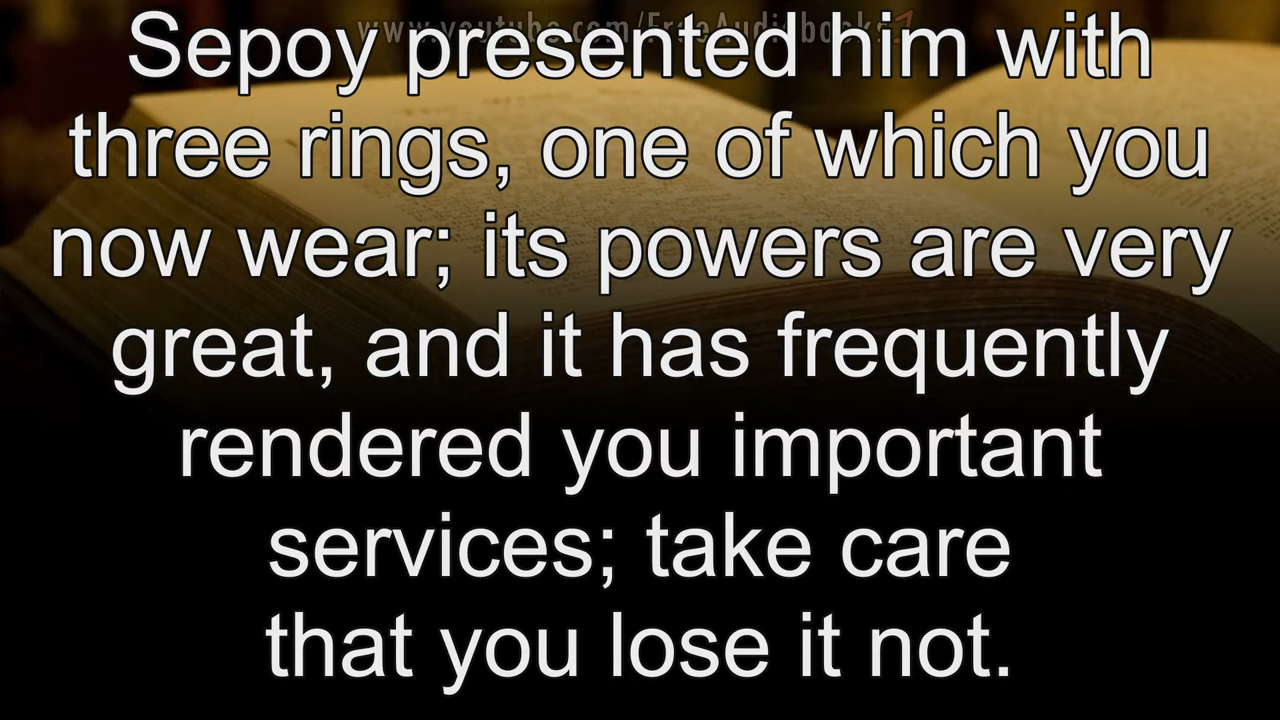 www.youtube.com/FreeAudiobooks1
Sepoy presented him with
three rings, one of which you
now wear; its powers are very
great, and it has frequently
rendered you important
services; take care
that you lose it not.